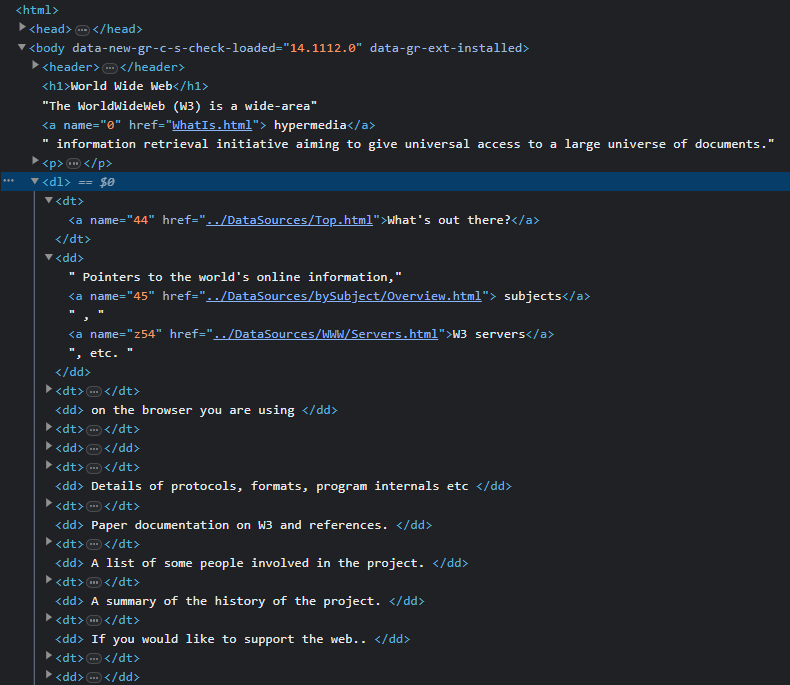 <html>
<head> … </head>
<body data-new-gr-c-s-check-loaded="14.1112.0" data-gr-ext-installed>
<header> … </header>
<h1>World Wide Web</h1>
"The WorldWideWeb (W3) is a wide-area"
<a name="0" href="WhatIs.html"> hypermedia</a>
" information retrieval initiative aiming to give universal access to a large universe of documents."
<p> … </p>
… <dl> == $0
<dt>
<a name="44" href="../DataSources/Top.html">What's out there?</a>
</dt>
<dd>
" Pointers to the world's online information,"
<a name="45" href="../DataSources/bySubject/Overview.html"> subjects</a>
" , "
<a name="z54" href="../DataSources/WWW/Servers.html">W3 servers</a>
", etc. "
</dd>
<dt> … </dt>
<dd> on the browser you are using </dd>
<dt> … </dt>
<dd> … </dd>
<dt> … </dt>
<dd> Details of protocols, formats, program internals etc </dd>
<dt> … </dt>
<dd> Paper documentation on W3 and references. </dd>
<dt> … </dt>
<dd> A list of some people involved in the project. </dd>
<dt> … </dt>
<dd> A summary of the history of the project. </dd>
<dt> … </dt>
<dd> If you would like to support the web.. </dd>
<dt> … </dt>
<dd> … </dd>